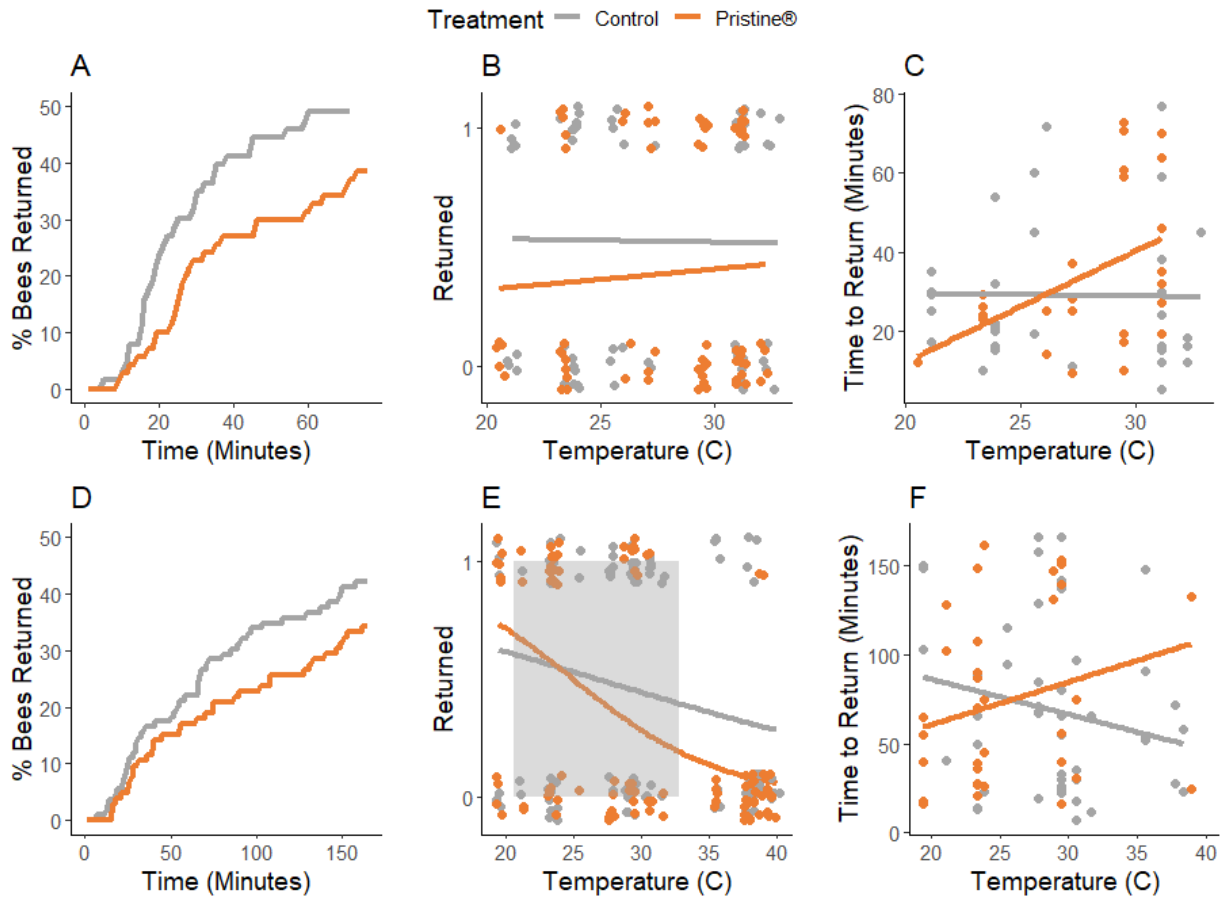 Treatment Control Pristine®
A
B
C
% Bees Returned
50
40
30
20
10
0
0 20 40 60
Time (Minutes)
Returned
1
0
20 25 30
Temperature (C)
Time to Return (Minutes)
80
60
40
20
20 25 30
Temperature (C)
D
E
F
% Bees Returned
50
40
30
20
10
0
0 50 100 150
Time (Minutes)
Returned
1
0
20 25 30 35 40
Temperature (C)
Time to Return (Minutes)
150
100
50
0
20 25 30 35 40
Temperature (C)